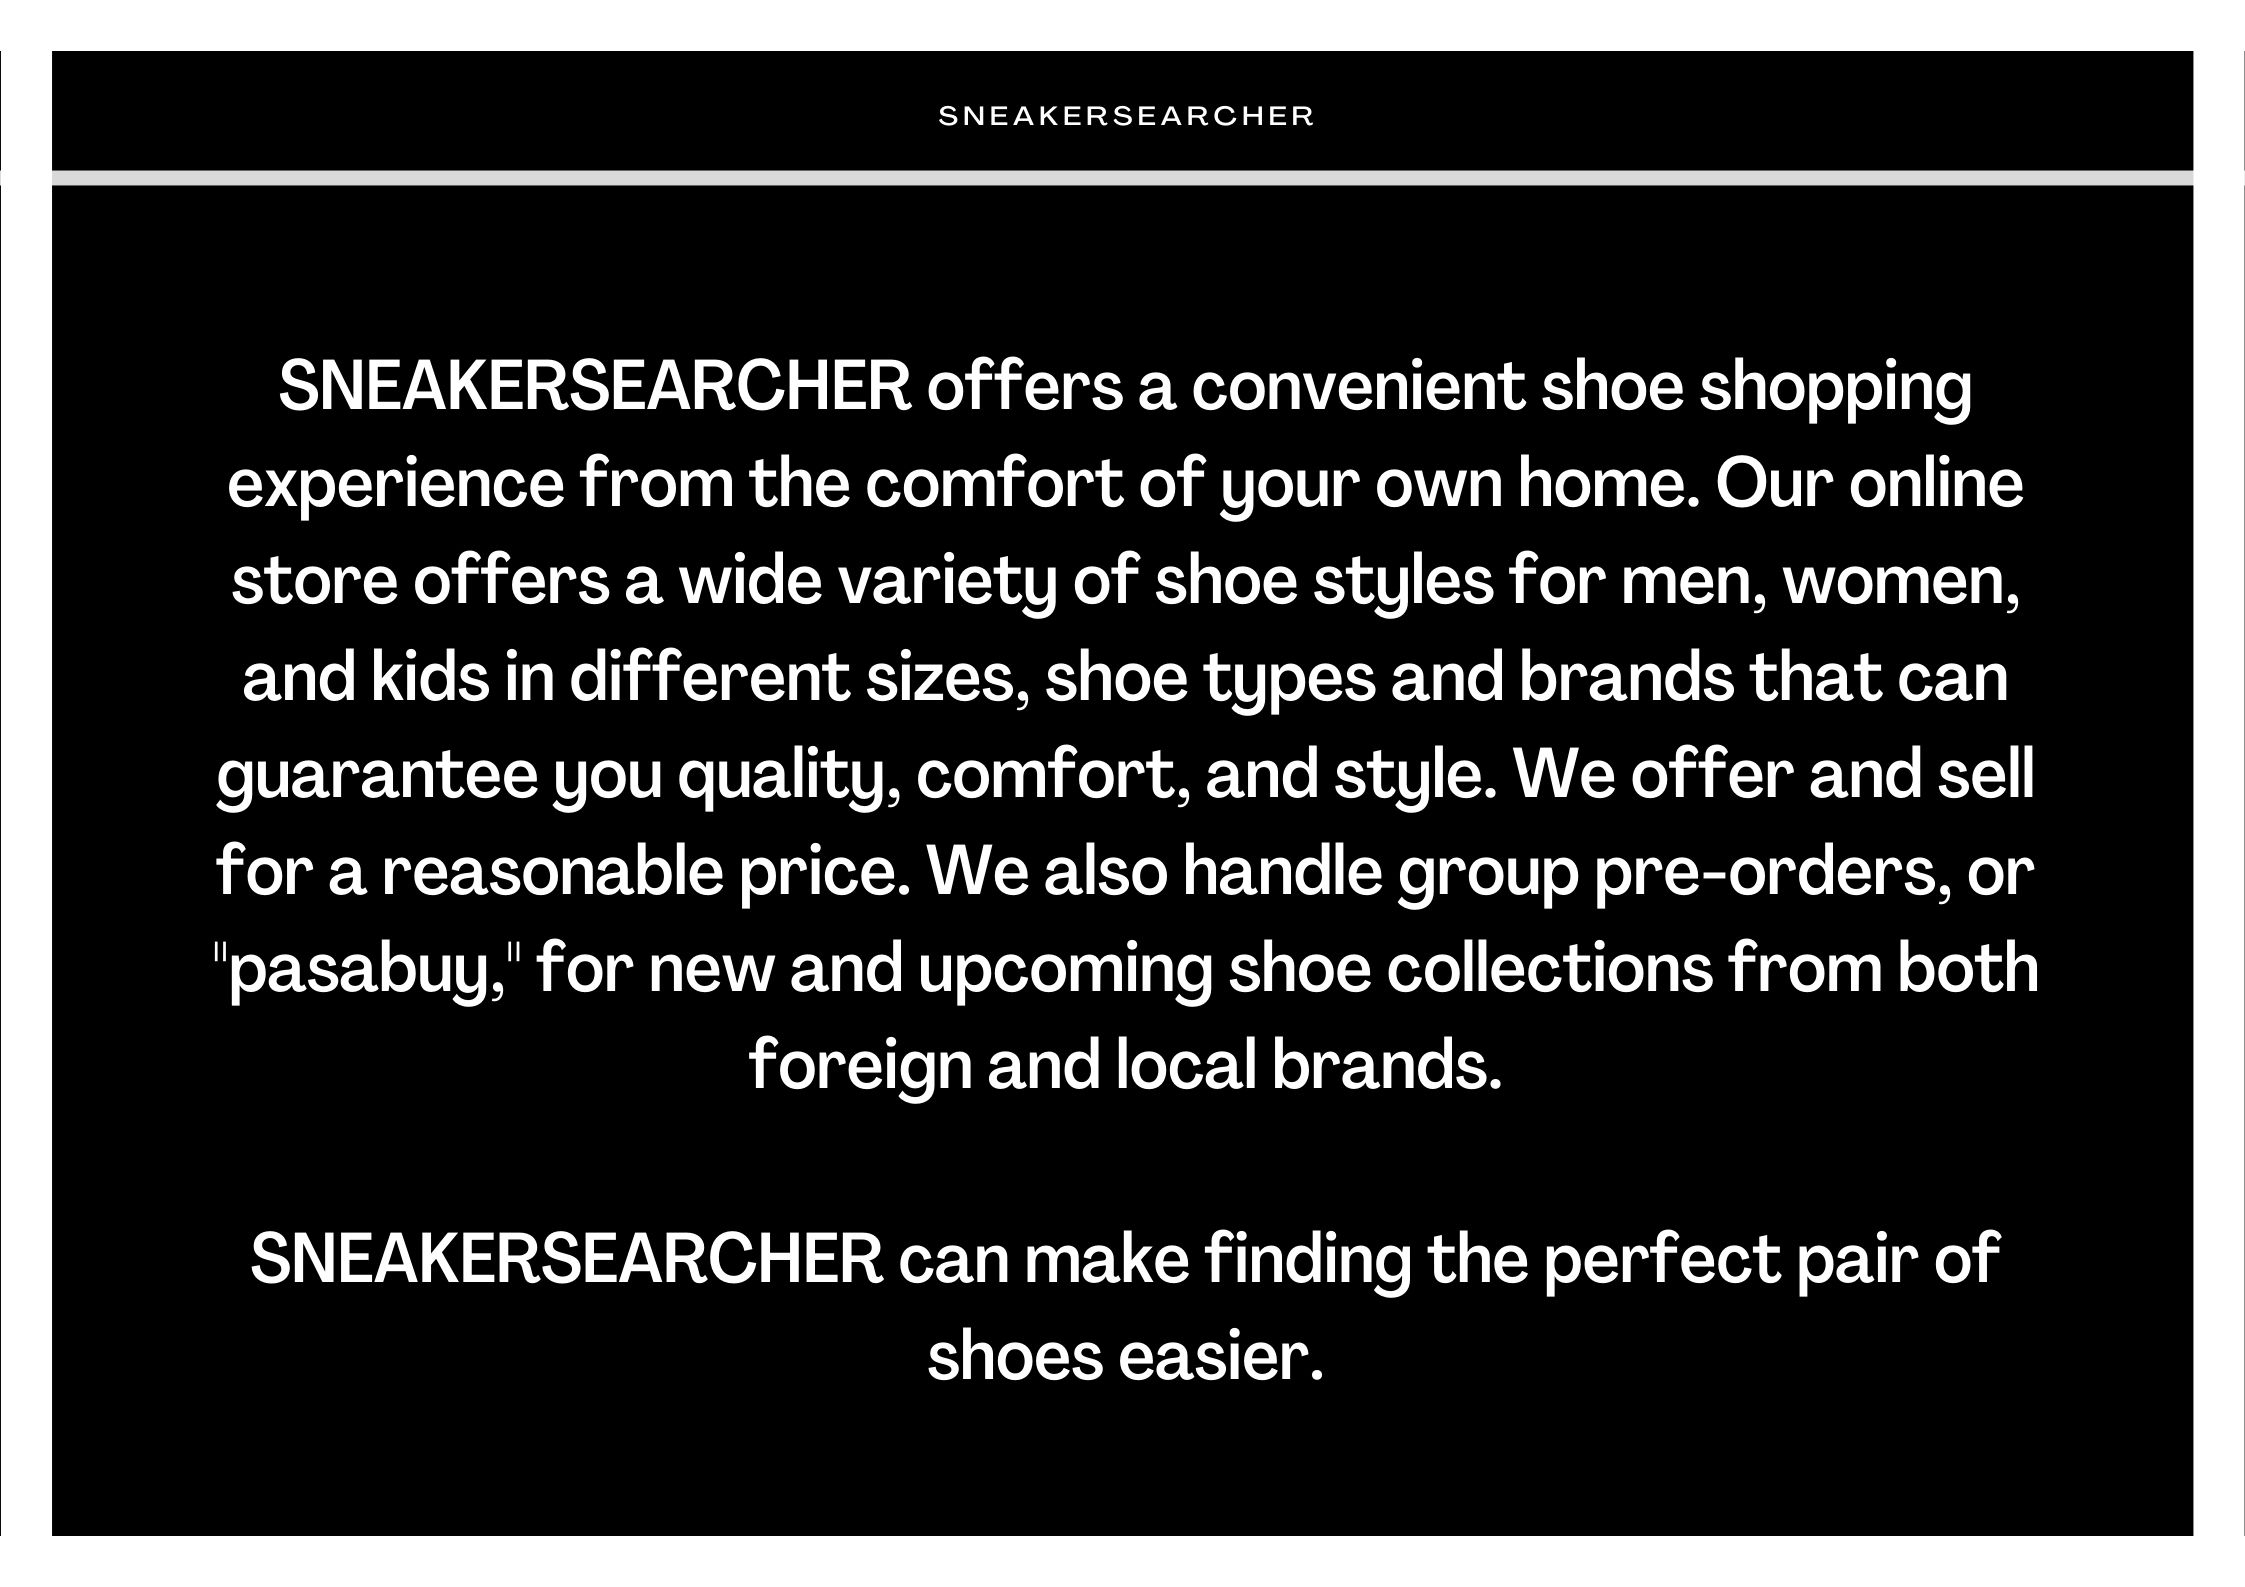 SNEAKERSEARCHER
SNEAKERSEARCHER offers a convenient shoe shopping
experience from the comfort of your own home. Our online
store offers a wide variety of shoe styles for men, women,
and kids in different sizes, shoe types and brands that can
guarantee you quality, comfort, and style. We offer and sell
for a reasonable price. We also handle group pre-orders, or
"pasabuy," for new and upcoming shoe collections from both
foreign and local brands.
SNEAKERSEARCHER can make finding the perfect pair of
shoes easier.